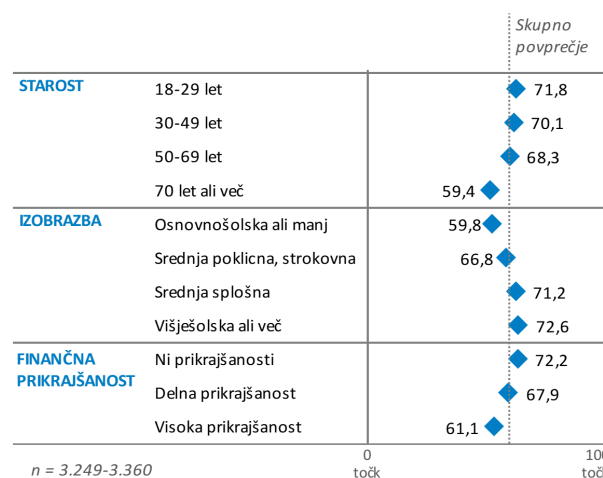 Skupno
povprečje
STAROST
18-29 let 71,8
30-49 let 70,1
50-69 let 68,3
70 let ali več 59,4
IZOBRAZBA
Osnovnošolska ali manj 59,8
Srednja poklicna, strokovna 66,8
Srednja splošna 71,2
Višješolska ali več 72,6
FINANČNA
PRIKRAJŠANOST
Ni prikrajšanosti 72,2
Delna prikrajšanost 67,9
Visoka prikrajšanost 61,1
0 100
točk točk
n = 3.249-3.360